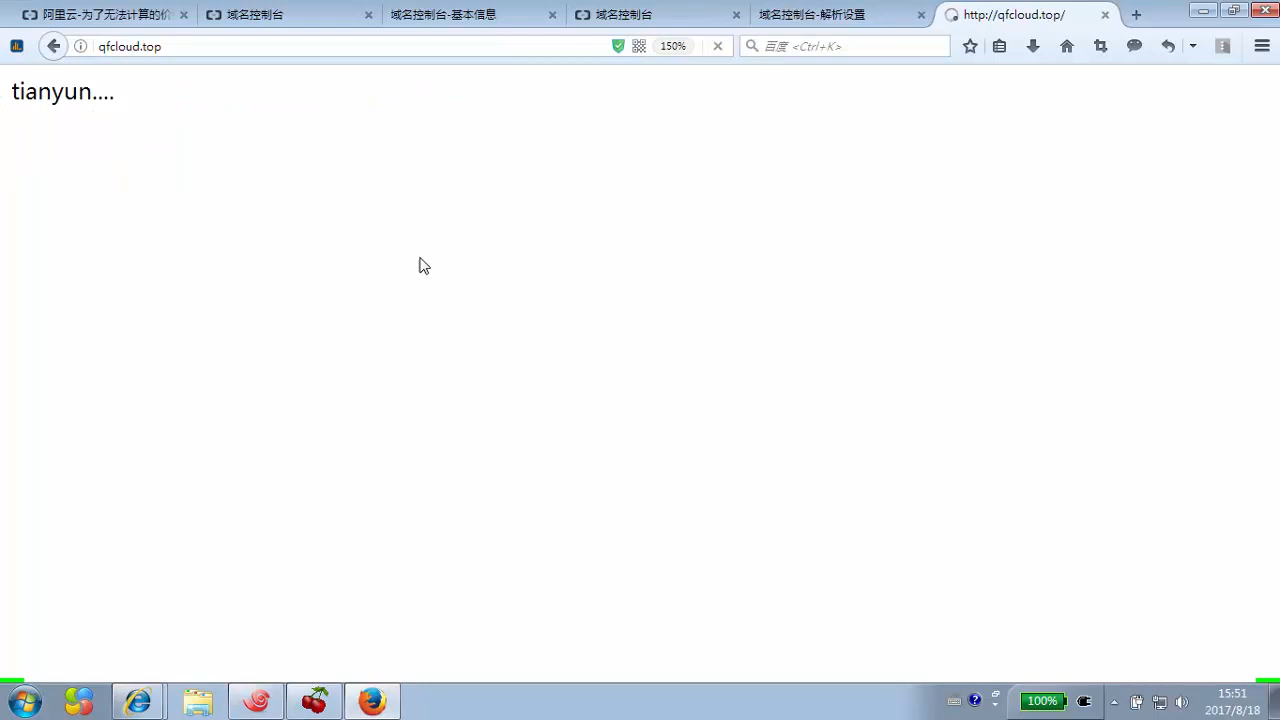 阿里云-为了无法计算的价
域名控制台
域名控制台-基本信息
域名控制台
域名控制台-解析设置
http://qfcloud.top/
qfcloud.top
150%
百度 <Ctrl+K>
tianyun....
100%
15:51
2017/8/18